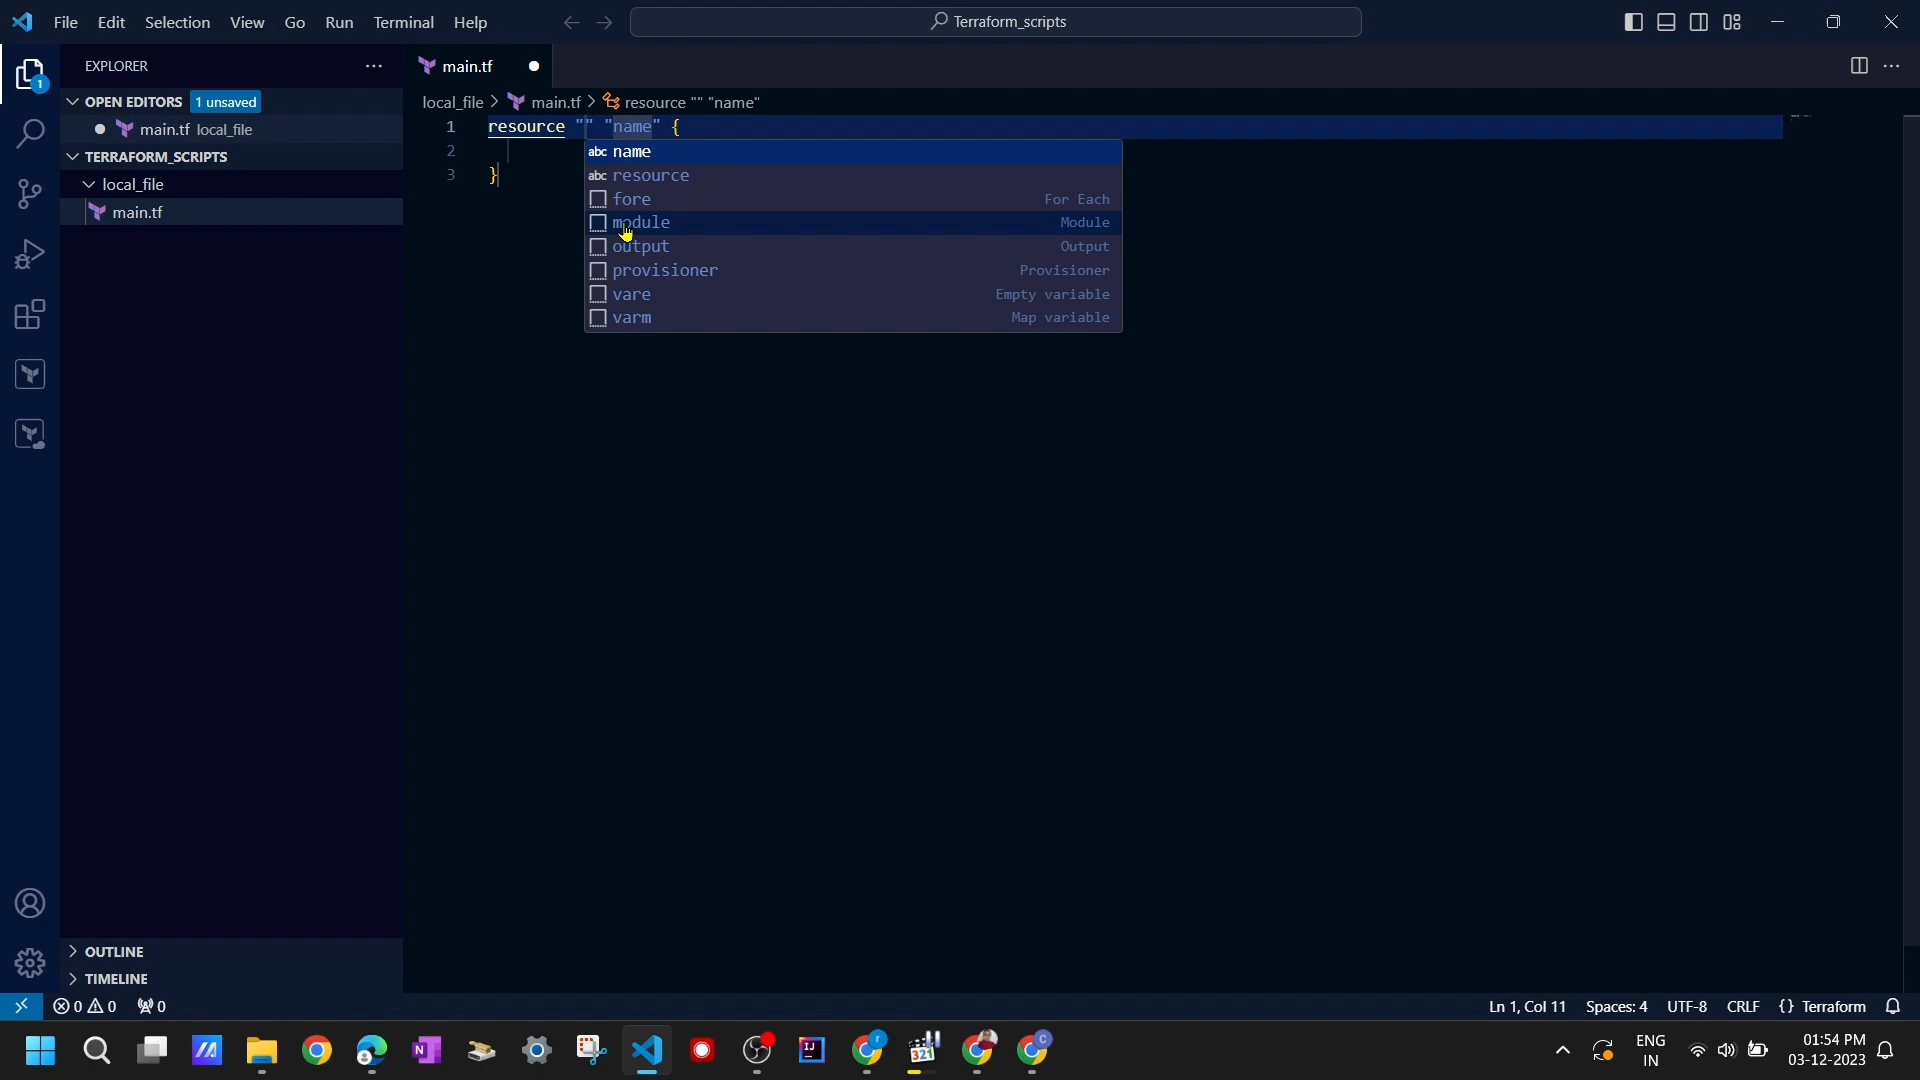 File Edit Selection View Go Run Terminal Help
Terraform_scripts
EXPLORER
OPEN EDITORS 1 unsaved
main.tf local_file
TERRAFORM_SCRIPTS
local_file
main.tf
OUTLINE
TIMELINE
main.tf
local_file > main.tf > resource "" "name"
1 resource "" "name" {
2
3 }
abc name
abc resource
fore For Each
module Module
output Output
provisioner Provisioner
vare Empty variable
varm Map variable
1
0 0 0
Ln 1, Col 11 Spaces: 4 UTF-8 CRLF {} Terraform
321
r
C
ENG
IN
01:54 PM
03-12-2023